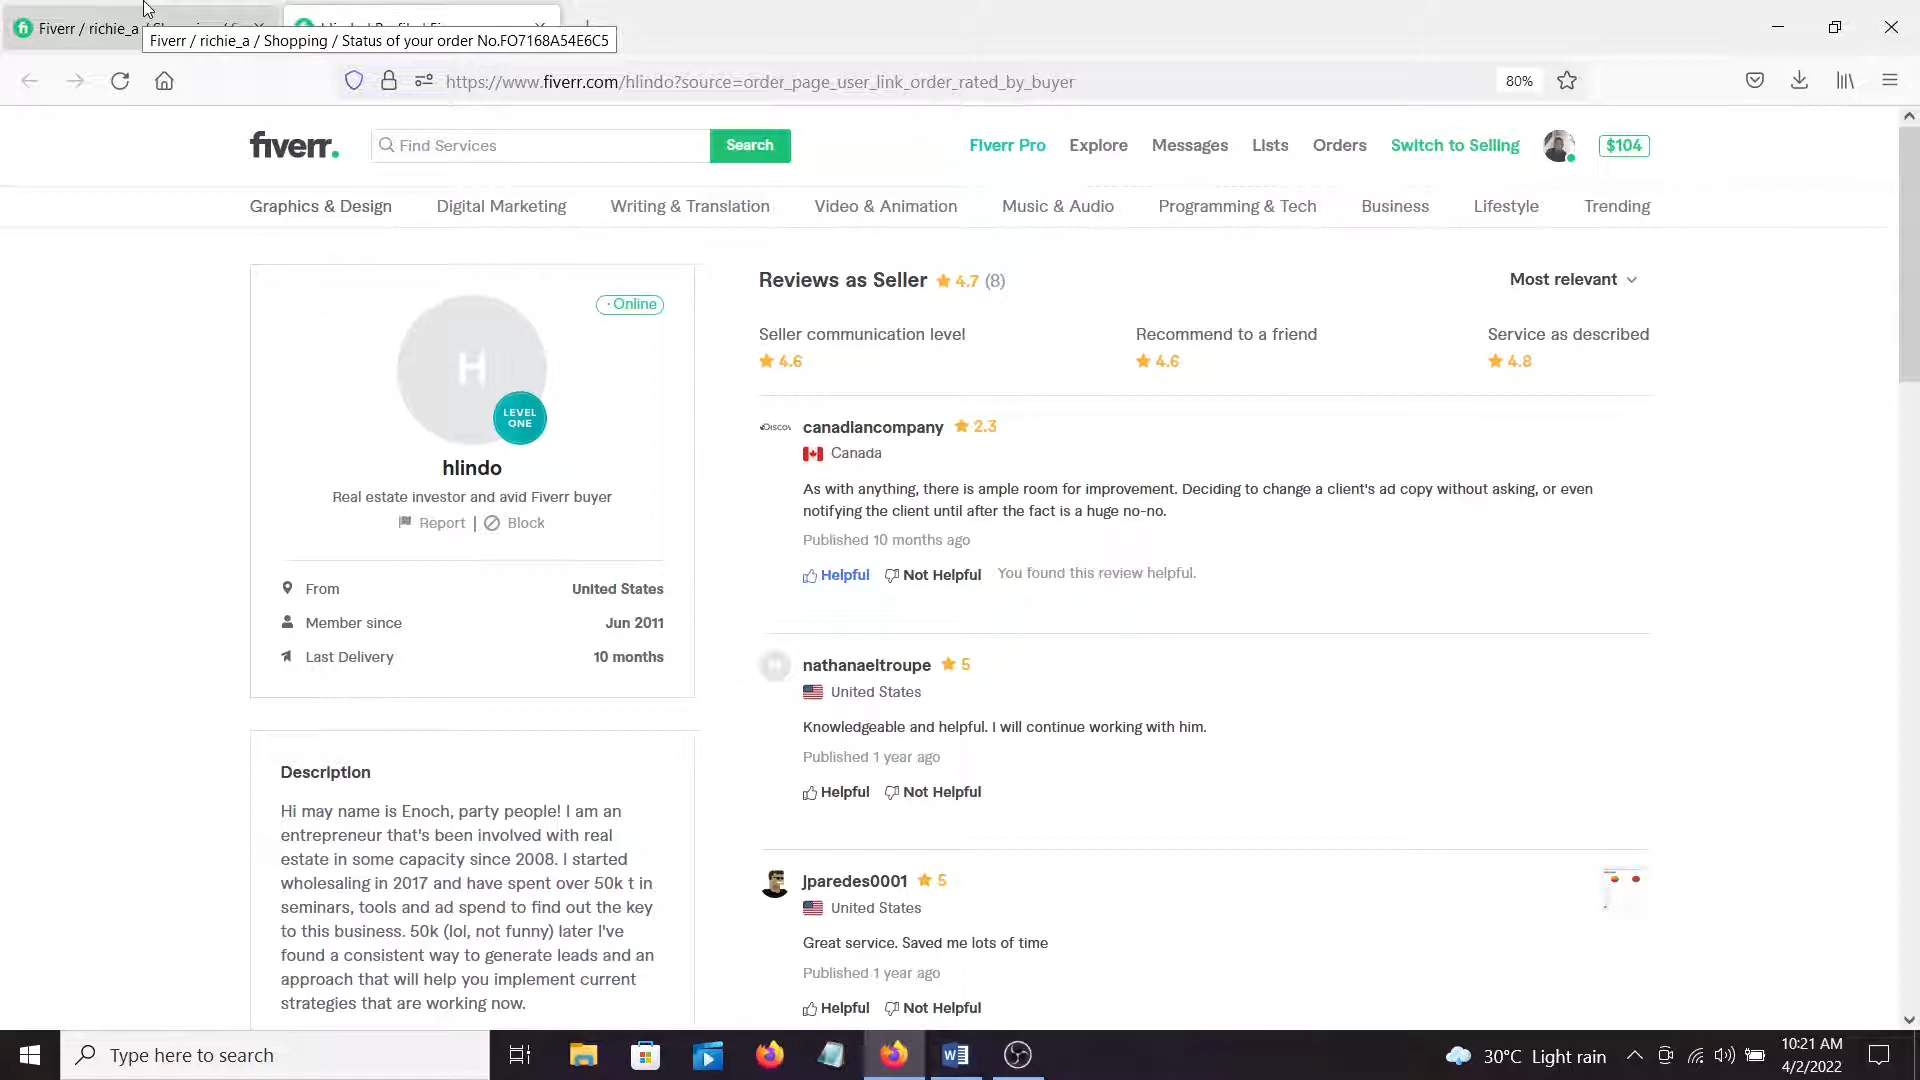 Fiverr / richie_a
Fiverr / richie_a / Shopping / Status of your order No.FO7168A54E6C5
https://www.fiverr.com/hlindo?source=order_page_user_link_order_rated_by_buyer
80%
fiverr.
Find Services
Search
Fiverr Pro
Explore
Messages
Lists
Orders
Switch to Selling
$104
Graphics & Design
Digital Marketing
Writing & Translation
Video & Animation
Music & Audio
Programming & Tech
Business
Lifestyle
Trending
· Online
H
LEVEL
ONE
hlindo
Real estate investor and avid Fiverr buyer
Report | Block
From United States
Member since Jun 2011
Last Delivery 10 months
Description
Hi may name is Enoch, party people! I am an
entrepreneur that's been involved with real
estate in some capacity since 2008. I started
wholesaling in 2017 and have spent over 50k t in
seminars, tools and ad spend to find out the key
to this business. 50k (lol, not funny) later I've
found a consistent way to generate leads and an
approach that will help you implement current
strategies that are working now.
Reviews as Seller 4.7 (8)
Most relevant
Seller communication level
4.6
Recommend to a friend
4.6
Service as described
4.8
canadiancompany 2.3
Canada
As with anything, there is ample room for improvement. Deciding to change a client's ad copy without asking, or even
notifying the client until after the fact is a huge no-no.
Published 10 months ago
Helpful Not Helpful You found this review helpful.
nathanaeltroupe 5
United States
Knowledgeable and helpful. I will continue working with him.
Published 1 year ago
Helpful Not Helpful
jparedes0001 5
United States
Great service. Saved me lots of time
Published 1 year ago
Helpful Not Helpful
Type here to search
30°C Light rain
10:21 AM
4/2/2022